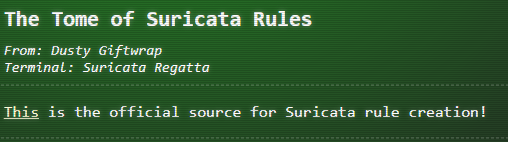 The Tome of Suricata Rules
From: Dusty Giftwrap
Terminal: Suricata Regatta
This is the official source for Suricata rule creation!